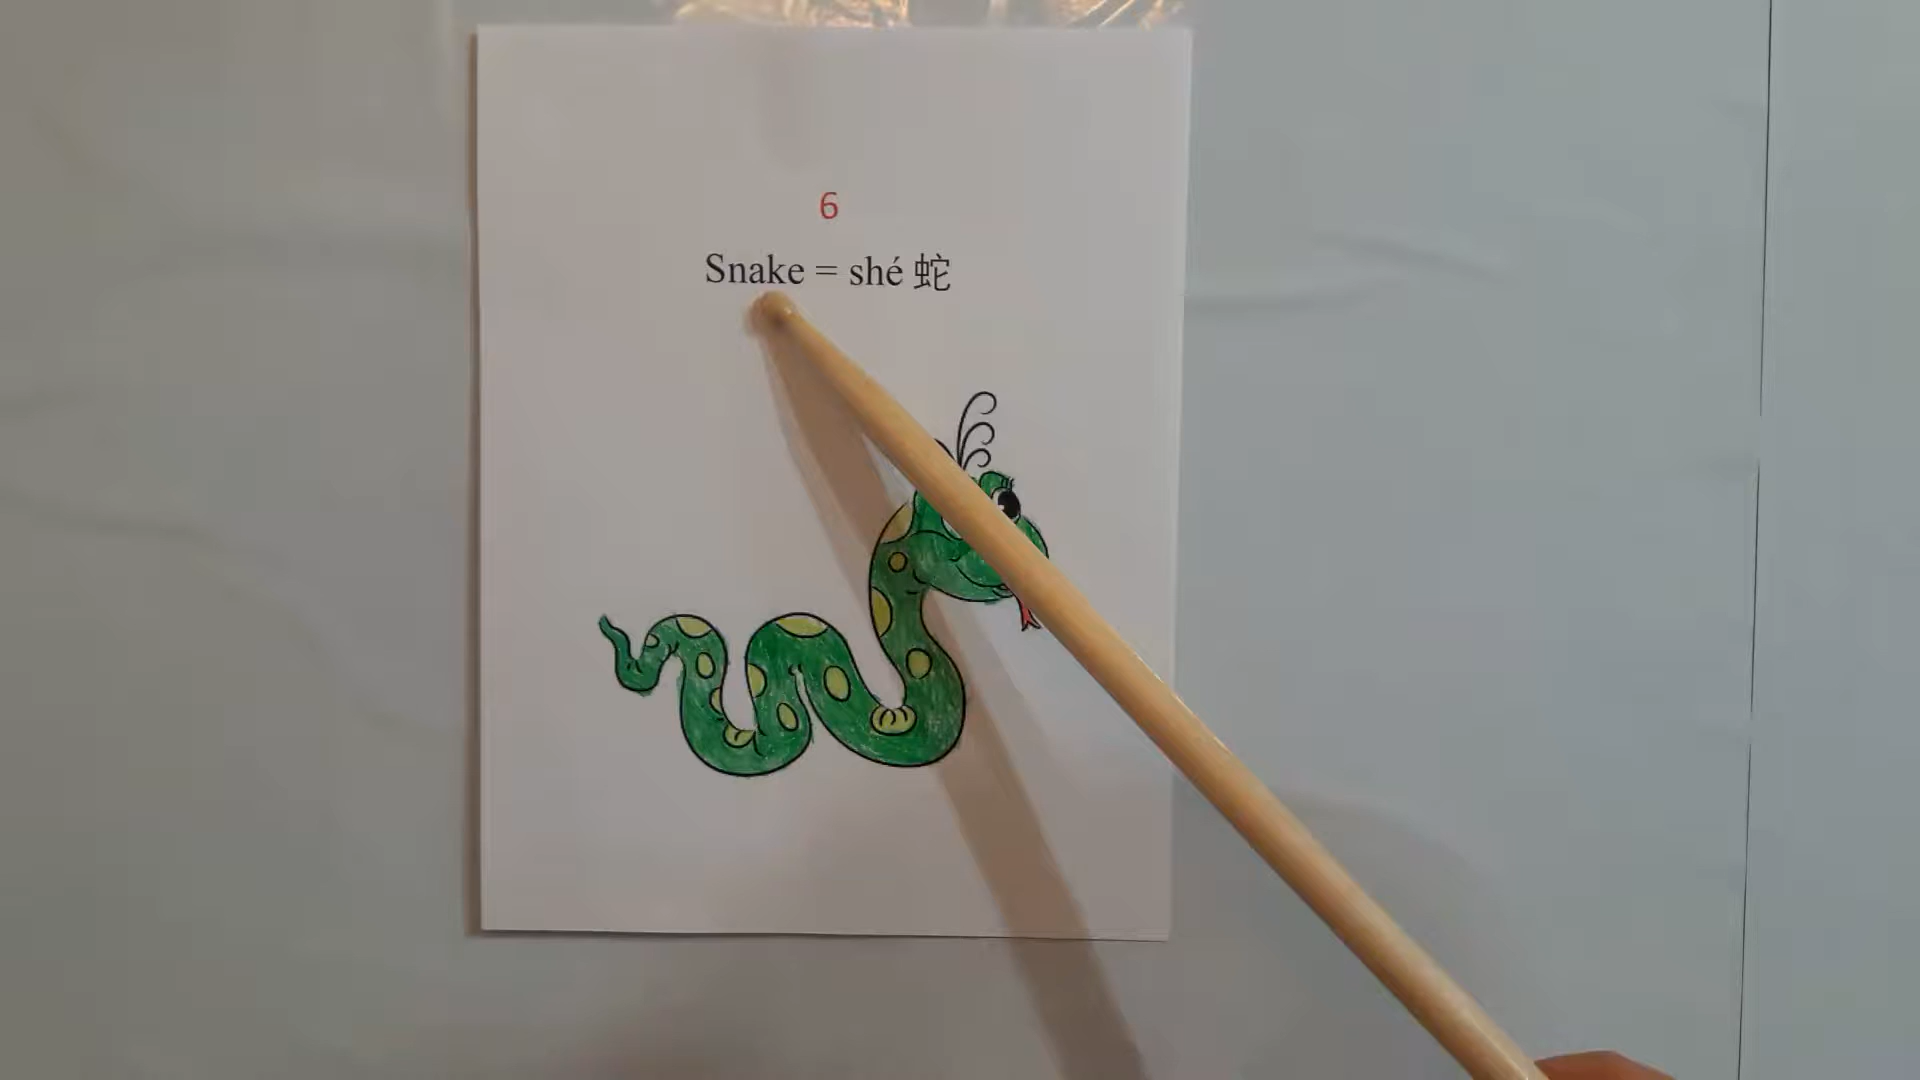 6
Snake = shé 蛇